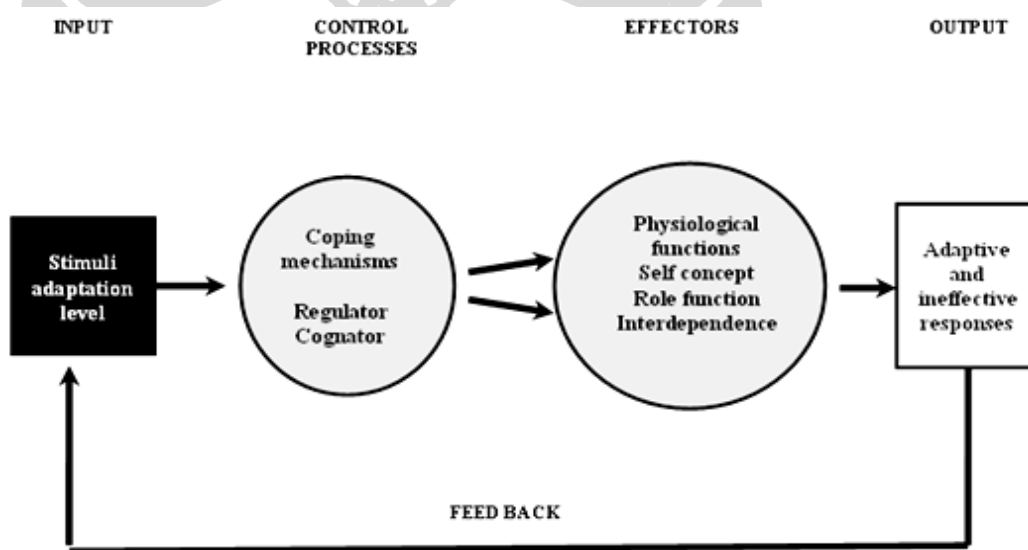 INPUT
CONTROL
PROCESSES
EFFECTORS
OUTPUT
Stimuli
adaptation
level
Coping
mechanisms
Regulator
Cognator
Physiological
functions
Self concept
Role function
Interdependence
Adaptive
and
ineffective
responses
FEED BACK